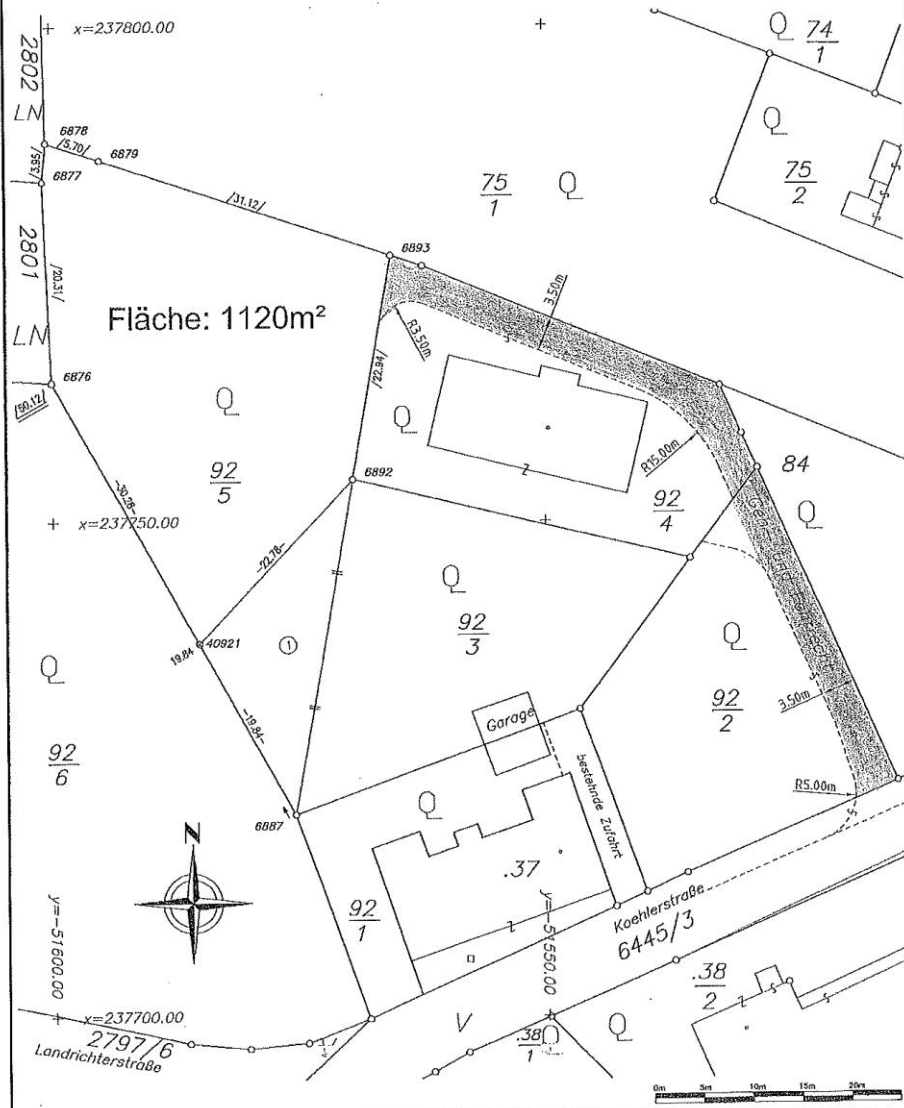 x=237800.00
2802
LN
6878
/5.70/
6879
/3.95/
6877
2801
/20.31/
LN
/31.12/
74
1
75
1
75
2
6893
3.50m
R3.50m
Fläche: 1120m²
/22.94/
6876
/50.12/
92
5
-30.28-
x=237750.00
6892
R15.00m
92
4
84
Geh- und Fahrrecht
-22.78-
19.84
40921
1
92
3
92
2
3.50m
-19.84-
92
6
Garage
R5.00m
bestehnde Zufahrt
6887
N
.37
92
1
y=-51600.00
y=-51550.00
Koehlerstraße
6445/3
x=237700.00
2797/6
Landrichterstraße
V
.38
1
.38
2
0m 5m 10m 15m 20m